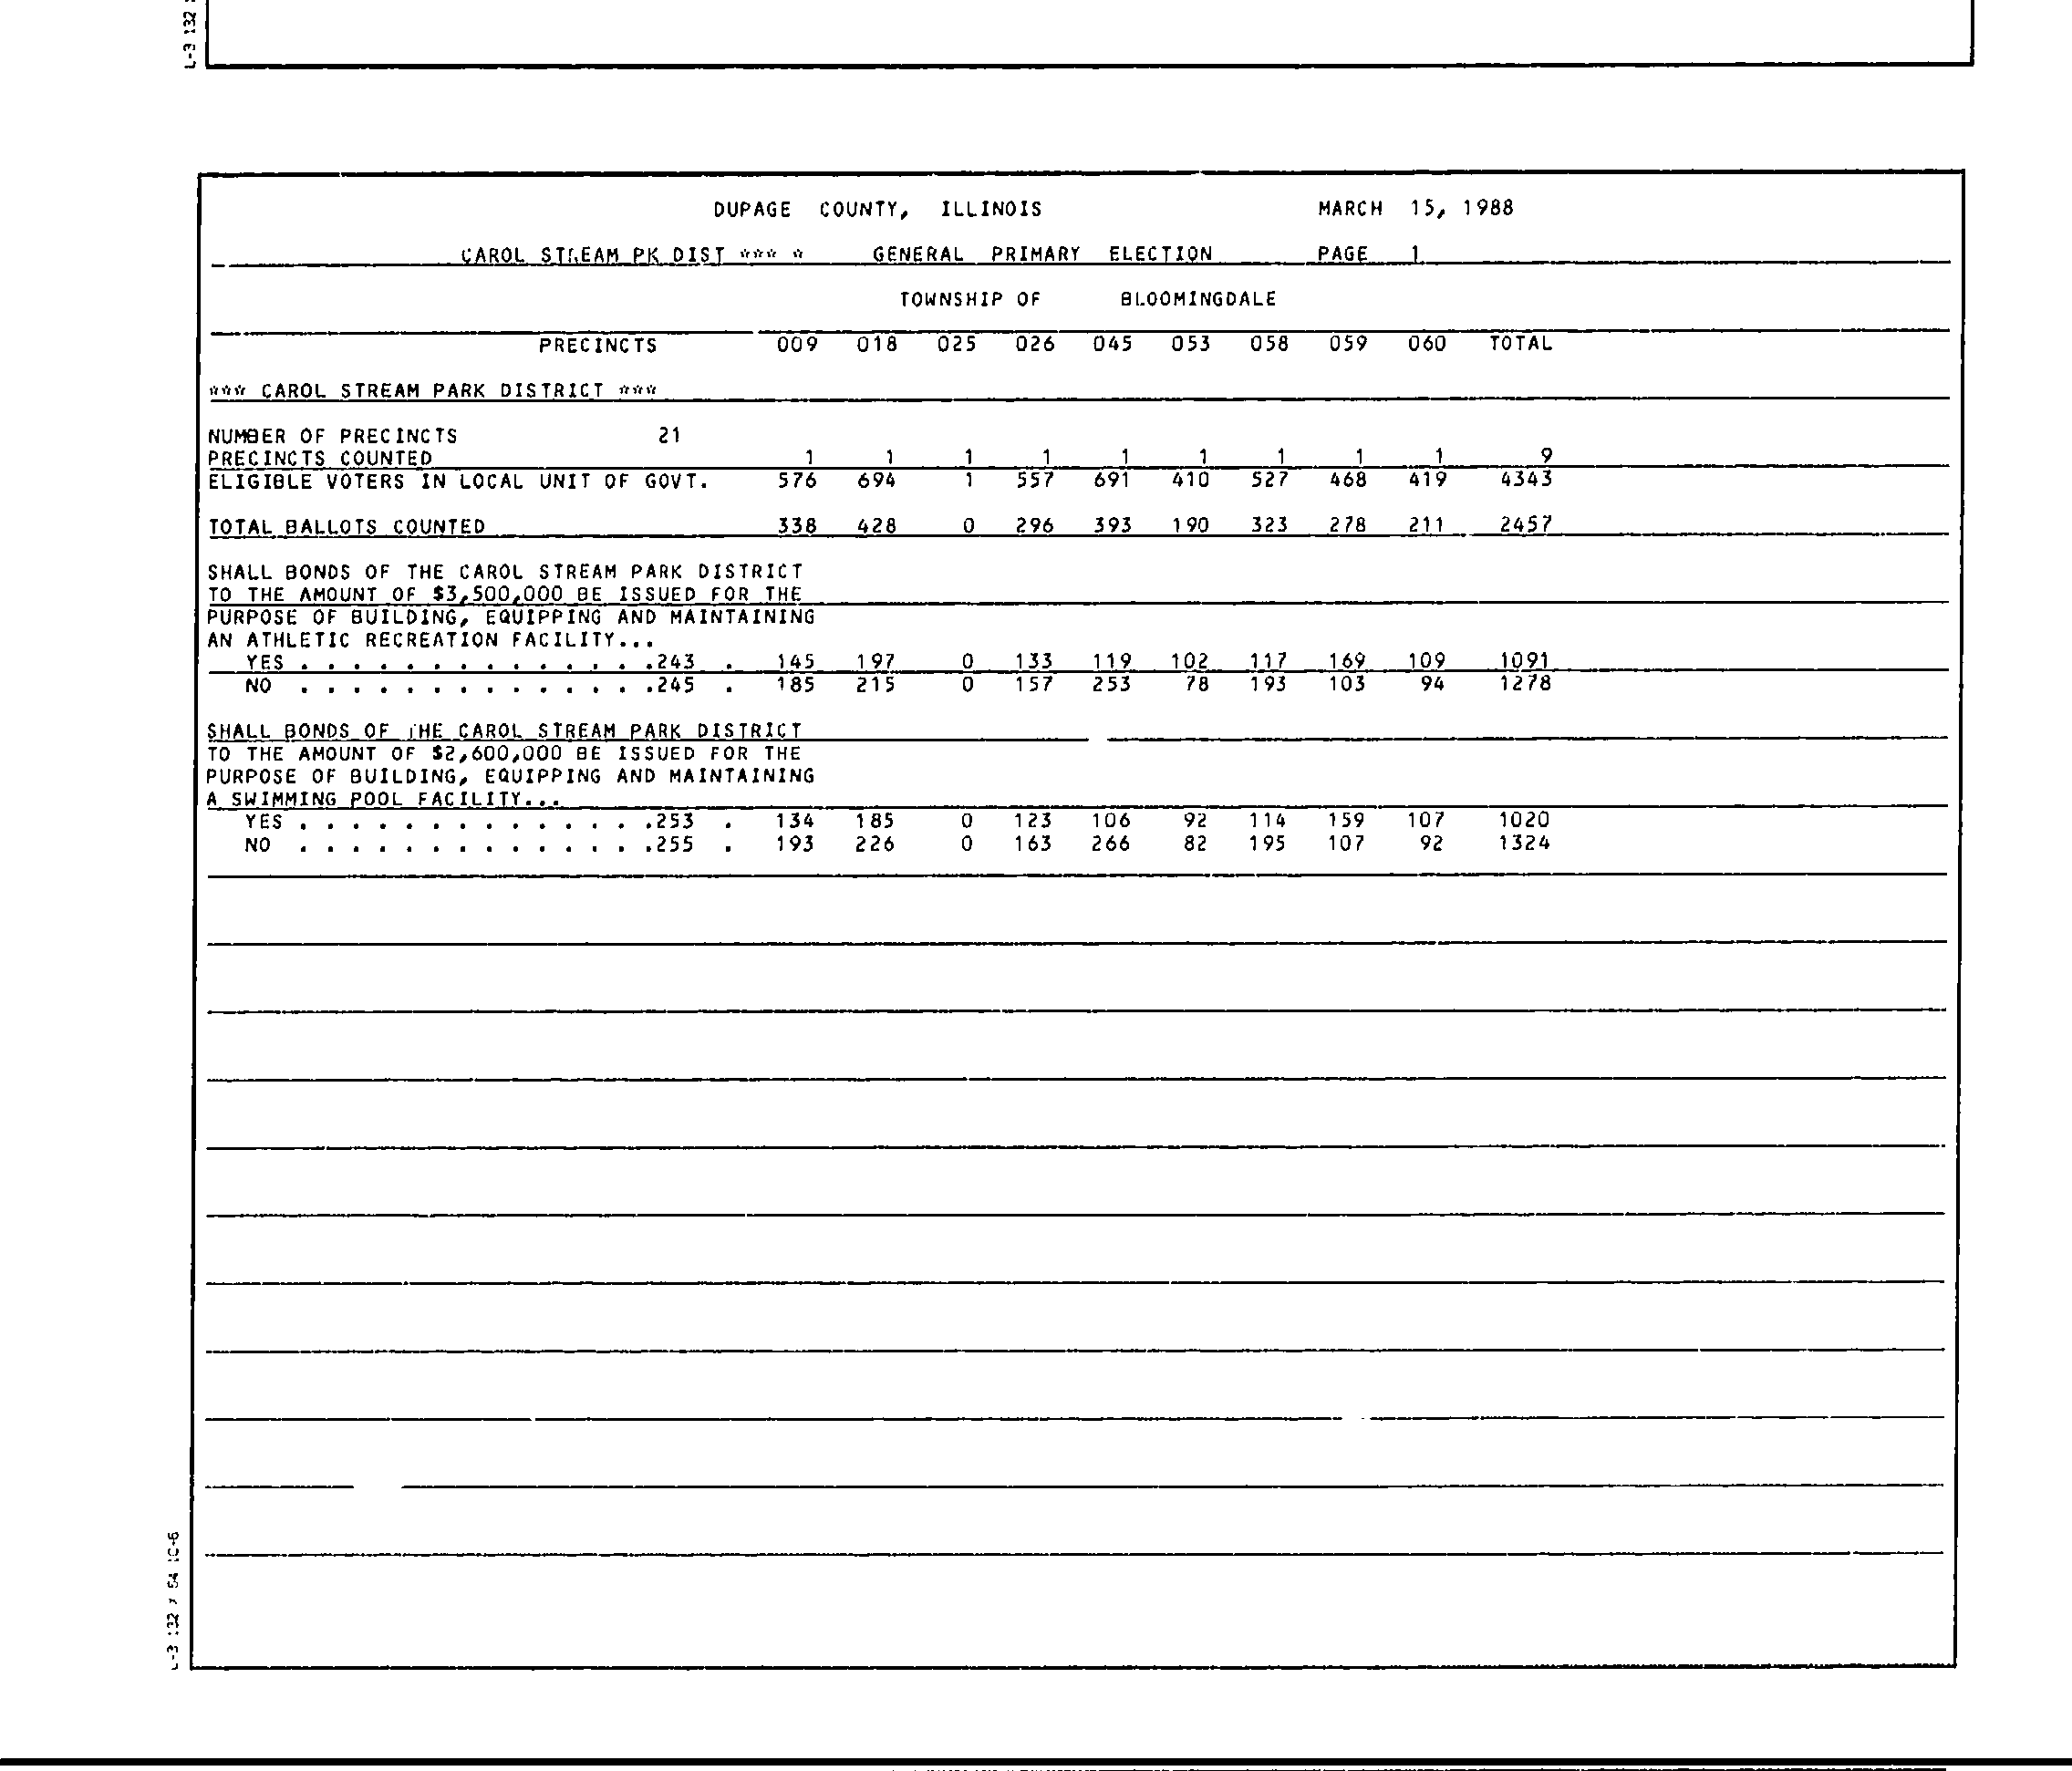 L-3 132
DUPAGE COUNTY, ILLINOIS MARCH 15, 1988
CAROL STREAM PK DIST *** * GENERAL PRIMARY ELECTION PAGE 1
TOWNSHIP OF BLOOMINGDALE
PRECINCTS 009 018 025 026 045 053 058 059 060 TOTAL
*** CAROL STREAM PARK DISTRICT ***
NUMBER OF PRECINCTS 21
PRECINCTS COUNTED 1 1 1 1 1 1 1 1 1 9
ELIGIBLE VOTERS IN LOCAL UNIT OF GOVT. 576 694 1 557 691 410 527 468 419 4343
TOTAL BALLOTS COUNTED 338 428 0 296 393 190 323 278 211 2457
SHALL BONDS OF THE CAROL STREAM PARK DISTRICT
TO THE AMOUNT OF $3,500,000 BE ISSUED FOR THE
PURPOSE OF BUILDING, EQUIPPING AND MAINTAINING
AN ATHLETIC RECREATION FACILITY...
YES . . . . . . . . . . . . . .243 . 145 197 0 133 119 102 117 169 109 1091
NO . . . . . . . . . . . . . .245 . 185 215 0 157 253 78 193 103 94 1278
SHALL BONDS OF THE CAROL STREAM PARK DISTRICT
TO THE AMOUNT OF $2,600,000 BE ISSUED FOR THE
PURPOSE OF BUILDING, EQUIPPING AND MAINTAINING
A SWIMMING POOL FACILITY...
YES . . . . . . . . . . . . . .253 . 134 185 0 123 106 92 114 159 107 1020
NO . . . . . . . . . . . . . .255 . 193 226 0 163 266 82 195 107 92 1324
L-3 132 x 64 10-6